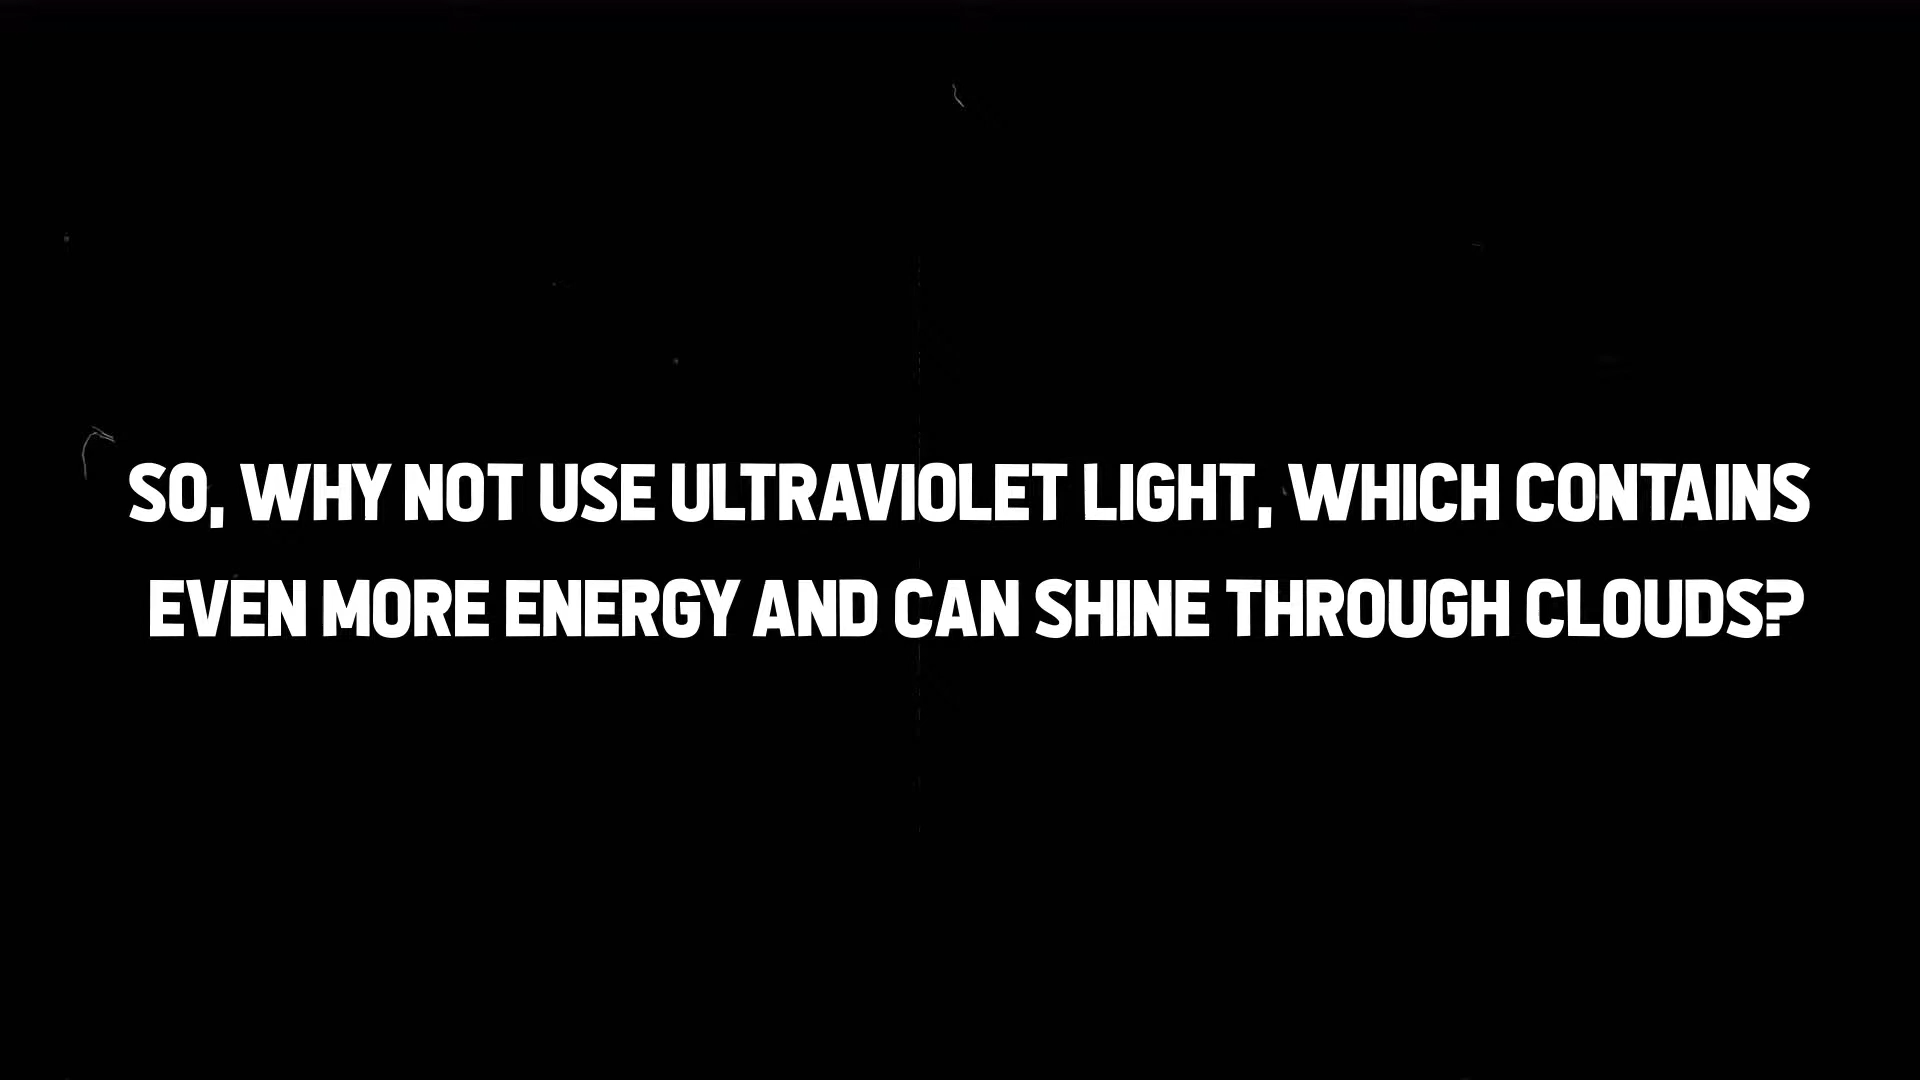 SO, WHY NOT USE ULTRAVIOLET LIGHT, WHICH CONTAINS
EVEN MORE ENERGY AND CAN SHINE THROUGH CLOUDS?